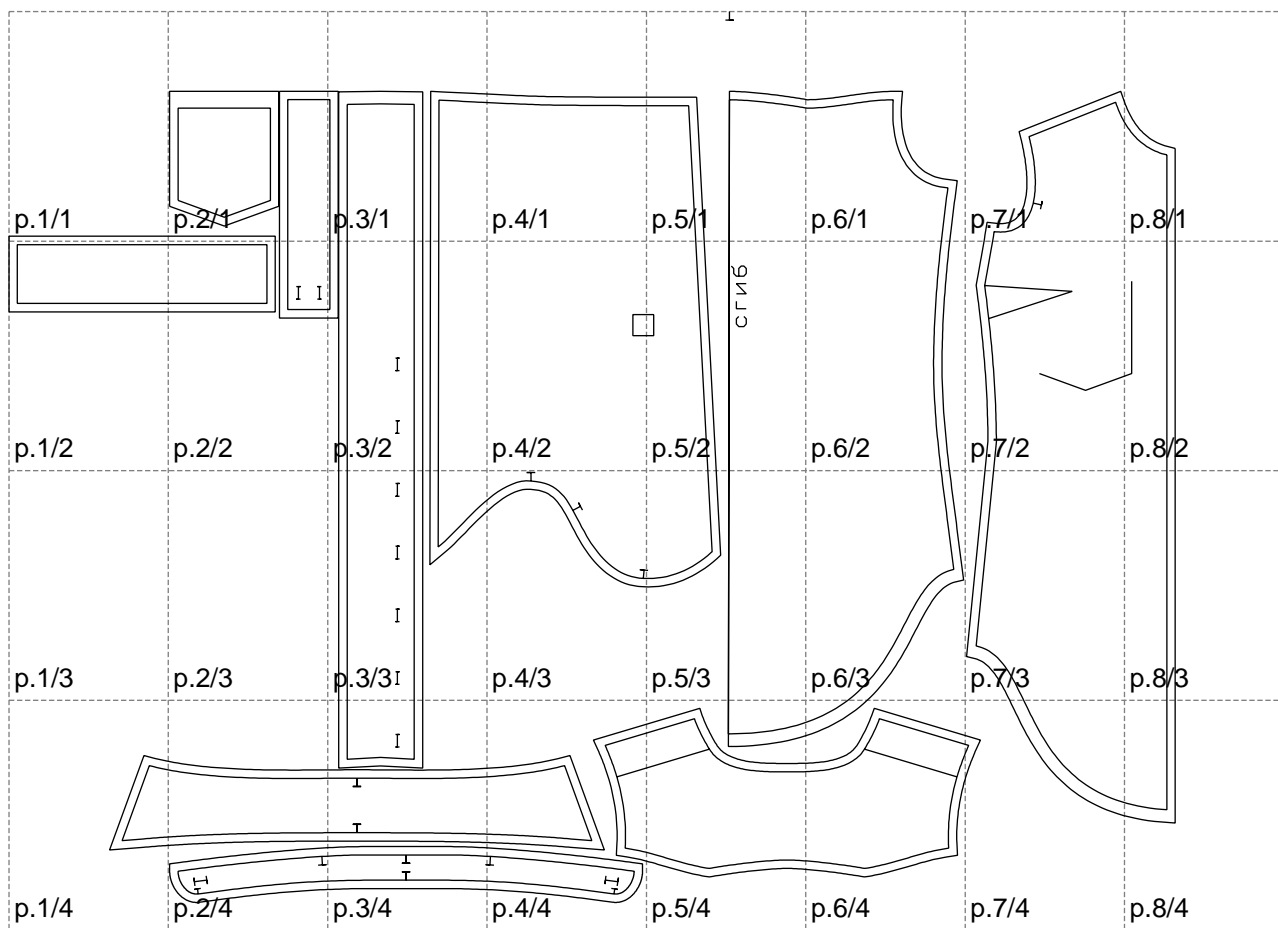 p.1/1 p.2/1 p.3/1 p.4/1 p.5/1 p.6/1 p.7/1 p.8/1
сгиб
p.1/2 p.2/2 p.3/2 p.4/2 p.5/2 p.6/2 p.7/2 p.8/2
p.1/3 p.2/3 p.3/3 p.4/3 p.5/3 p.6/3 p.7/3 p.8/3
p.1/4 p.2/4 p.3/4 p.4/4 p.5/4 p.6/4 p.7/4 p.8/4